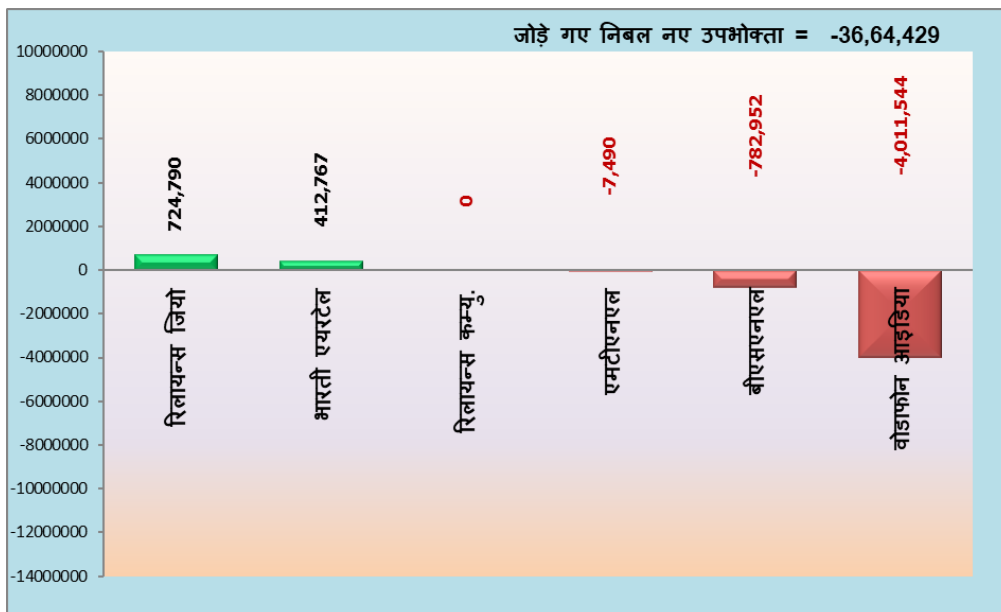 जोड़े गए निबल नए उपभोक्ता = -36,64,429
10000000
8000000
6000000
4000000
2000000
0
-2000000
-4000000
-6000000
-8000000
-10000000
-12000000
-14000000
724,790
412,767
0
-7,490
-782,952
-4,011,544
रिलायन्स जियो
भारती एयरटेल
रिलायन्स कम्यु.
एमटीएनएल
बीएसएनएल
वोडाफोन आइडिया